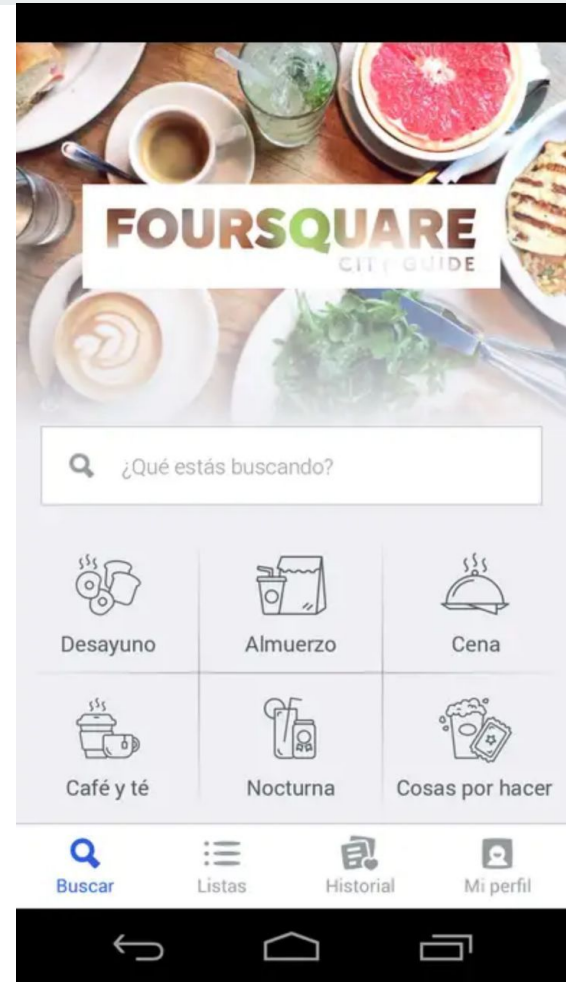 FOURSQUARE
CITY GUIDE
¿Qué estás buscando?
Desayuno
Almuerzo
Cena
Café y té
Nocturna
Cosas por hacer
Buscar
Listas
Historial
Mi perfil